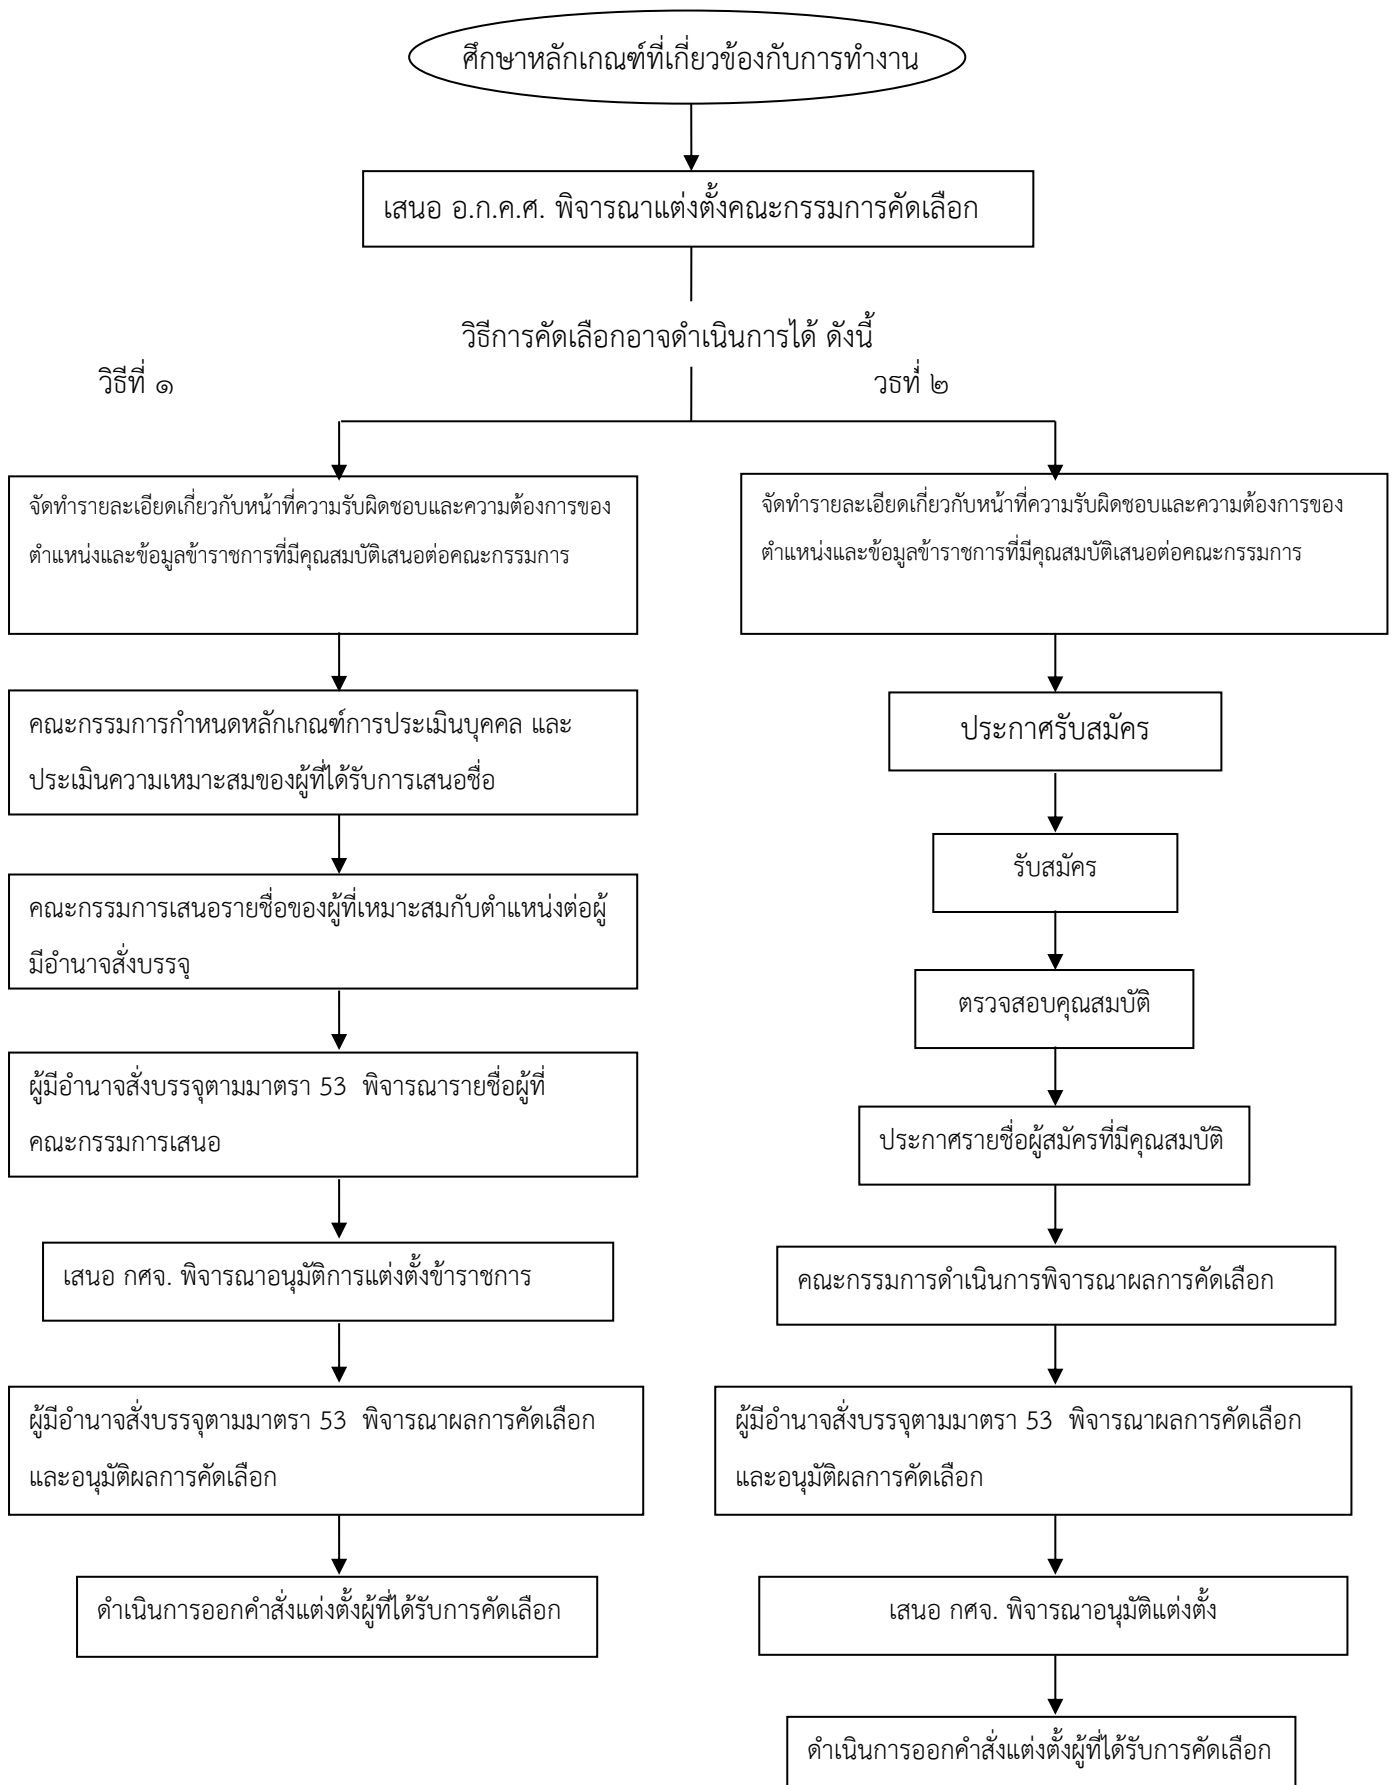 ศึกษาหลักเกณฑ์ที่เกี่ยวข้องกับการทำงาน
เสนอ อ.ก.ค.ศ. พิจารณาแต่งตั้งคณะกรรมการคัดเลือก
วิธีการคัดเลือกอาจดำเนินการได้ ดังนี้
วิธีที่ ๑
จัดทำรายละเอียดเกี่ยวกับหน้าที่ความรับผิดชอบและความต้องการของ
ตำแหน่งและข้อมูลข้าราชการที่มีคุณสมบัติเสนอต่อคณะกรรมการ
คณะกรรมการกำหนดหลักเกณฑ์การประเมินบุคคล และ
ประเมินความเหมาะสมของผู้ที่ได้รับการเสนอชื่อ
คณะกรรมการเสนอรายชื่อของผู้ที่เหมาะสมกับตำแหน่งต่อผู้
มีอำนาจสั่งบรรจุ
ผู้มีอำนาจสั่งบรรจุตามมาตรา 53 พิจารณารายชื่อผู้ที่
คณะกรรมการเสนอ
เสนอ กศจ. พิจารณาอนุมัติการแต่งตั้งข้าราชการ
ผู้มีอำนาจสั่งบรรจุตามมาตรา 53 พิจารณาผลการคัดเลือก
และอนุมัติผลการคัดเลือก
ดำเนินการออกคำสั่งแต่งตั้งผู้ที่ได้รับการคัดเลือก
วธที่ ๒
จัดทำรายละเอียดเกี่ยวกับหน้าที่ความรับผิดชอบและความต้องการของ
ตำแหน่งและข้อมูลข้าราชการที่มีคุณสมบัติเสนอต่อคณะกรรมการ
ประกาศรับสมัคร
รับสมัคร
ตรวจสอบคุณสมบัติ
ประกาศรายชื่อผู้สมัครที่มีคุณสมบัติ
คณะกรรมการดำเนินการพิจารณาผลการคัดเลือก
ผู้มีอำนาจสั่งบรรจุตามมาตรา 53 พิจารณาผลการคัดเลือก
และอนุมัติผลการคัดเลือก
เสนอ กศจ. พิจารณาอนุมัติแต่งตั้ง
ดำเนินการออกคำสั่งแต่งตั้งผู้ที่ได้รับการคัดเลือก